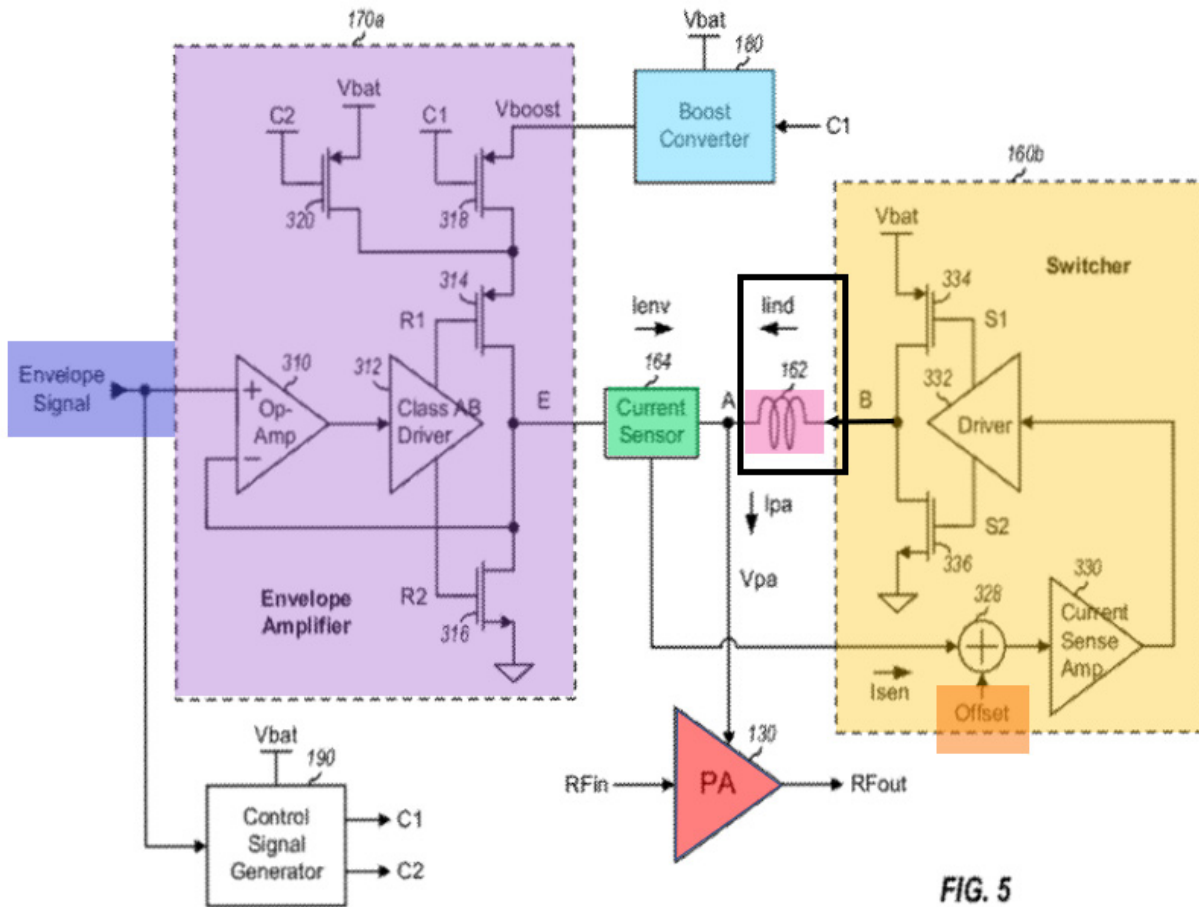 170a
Vbat
180
Boost
Converter
C1
Vboost
Vbat
C2
C1
320
318
314
R1
Envelope
Signal
310
+
Op-
Amp
−
312
Class AB
Driver
E
R2
316
Envelope
Amplifier
Ienv
164
Current
Sensor
A
Iind
162
B
Ipa
Vpa
160b
Vbat
Switcher
334
S1
332
Driver
S2
336
328
330
Current
Sense
Amp
Isen
Offset
Vbat
190
Control
Signal
Generator
C1
C2
130
RFin
PA
RFout
FIG. 5